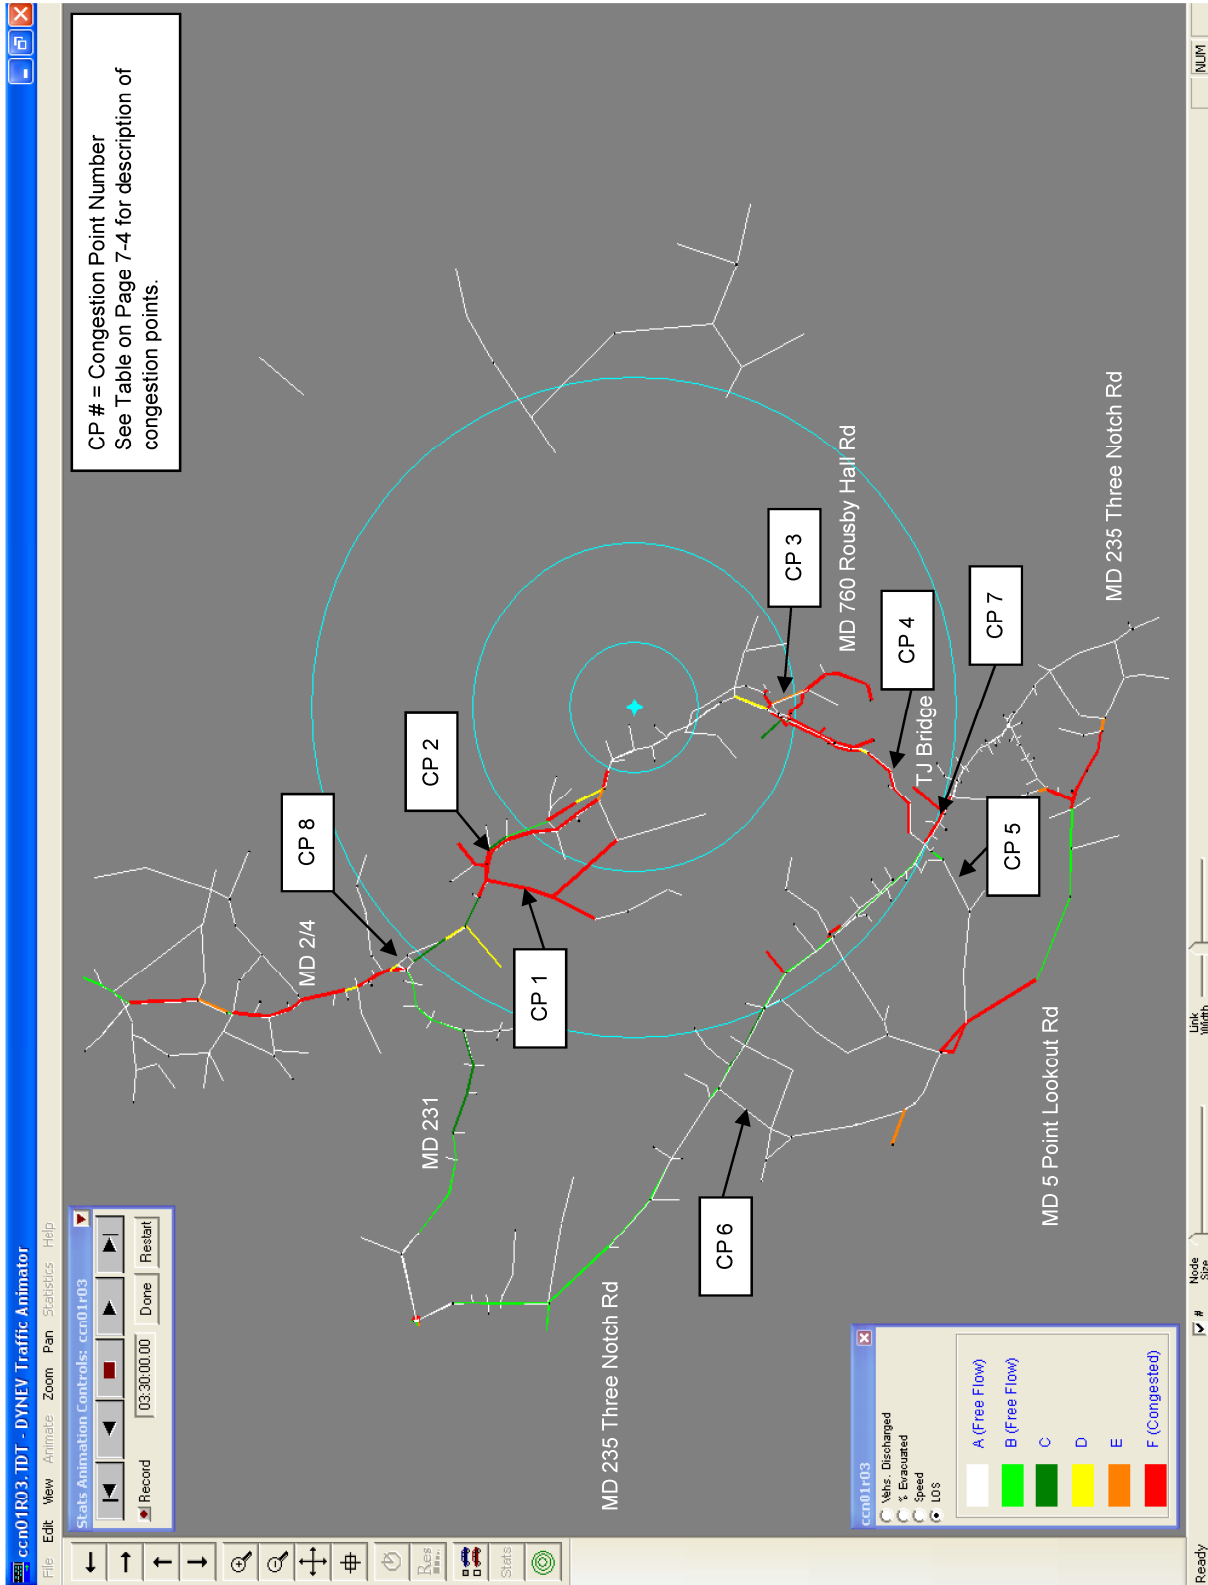 ccn01R03.TDT - DYNEV Traffic Animator
File Edit View Animate Zoom Pan Statistics Help
Stats Animation Controls: ccn01r03
Record
03:30:00.00
Done
Restart
CP # = Congestion Point Number
See Table on Page 7-4 for description of
congestion points.
Res
Stats
MD 2/4
CP 8
CP 2
MD 231
CP 1
CP 3
MD 760 Rousby Hall Rd
CP 4
TJ Bridge
CP 7
CP 5
CP 6
MD 235 Three Notch Rd
MD 235 Three Notch Rd
MD 5 Point Lookout Rd
ccn01r03
Vehs. Discharged
% Evacuated
Speed
LOS
A (Free Flow)
B (Free Flow)
C
D
E
F (Congested)
#
Node
Size
Link
Width
Ready
NUM